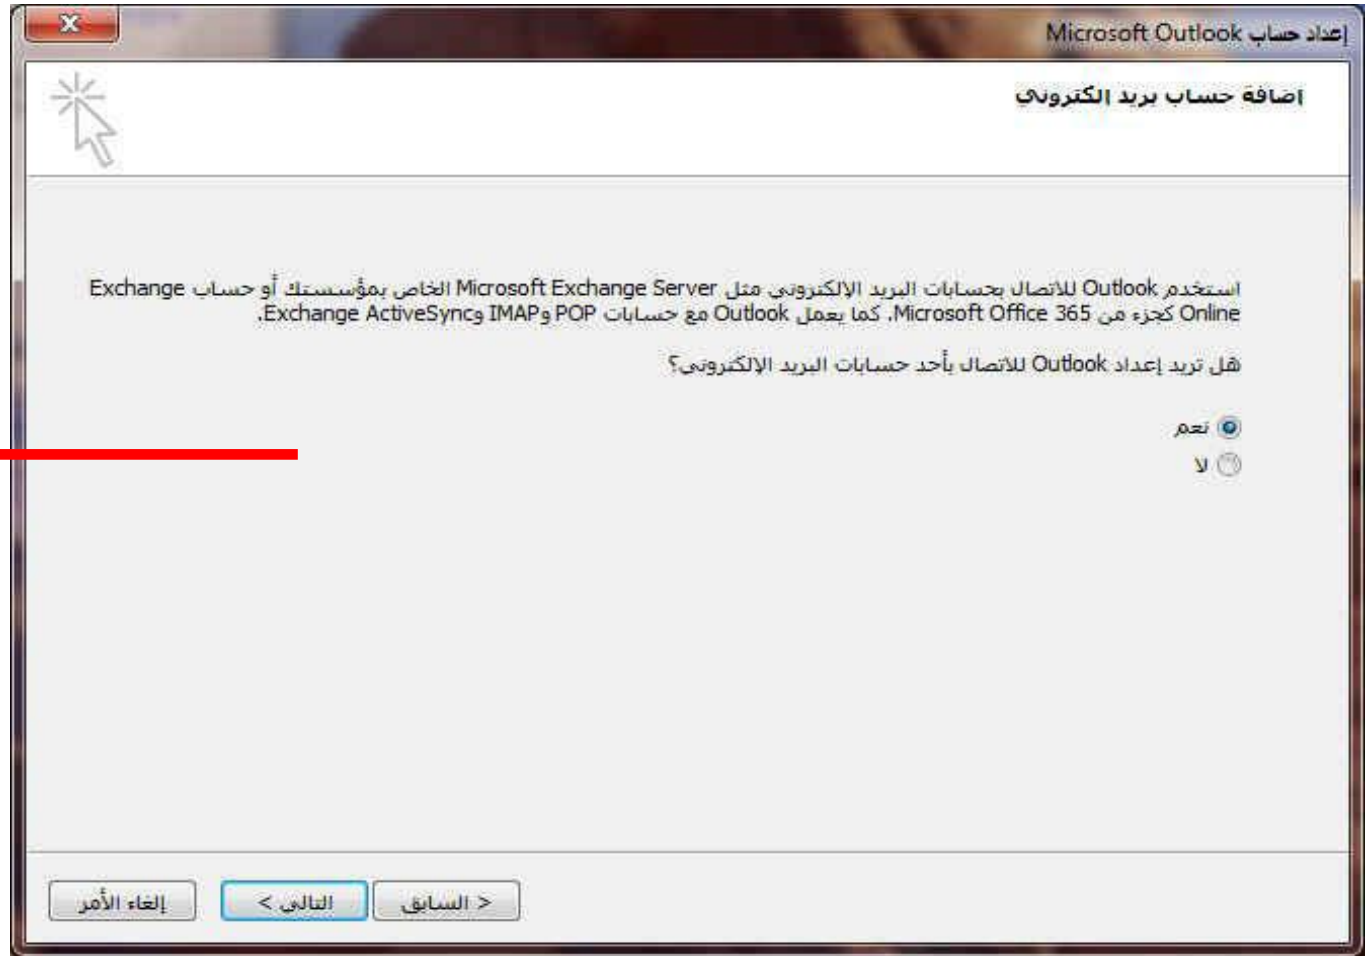 إعداد حساب Microsoft Outlook
إضافة حساب بريد إلكتروني
استخدم Outlook للاتصال بحسابات البريد الإلكتروني مثل Microsoft Exchange Server الخاص بمؤسستك أو حساب Exchange
Online كجزء من Microsoft Office 365. كما يعمل Outlook مع حسابات POP وIMAP وExchange ActiveSync.
هل تريد إعداد Outlook للاتصال بأحد حسابات البريد الإلكتروني؟
نعم
لا
< السابق
التالي >
إلغاء الأمر